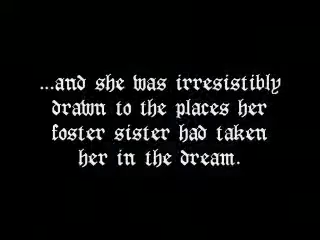 ...and she was irresistibly
drawn to the places her
foster sister had taken
her in the dream.